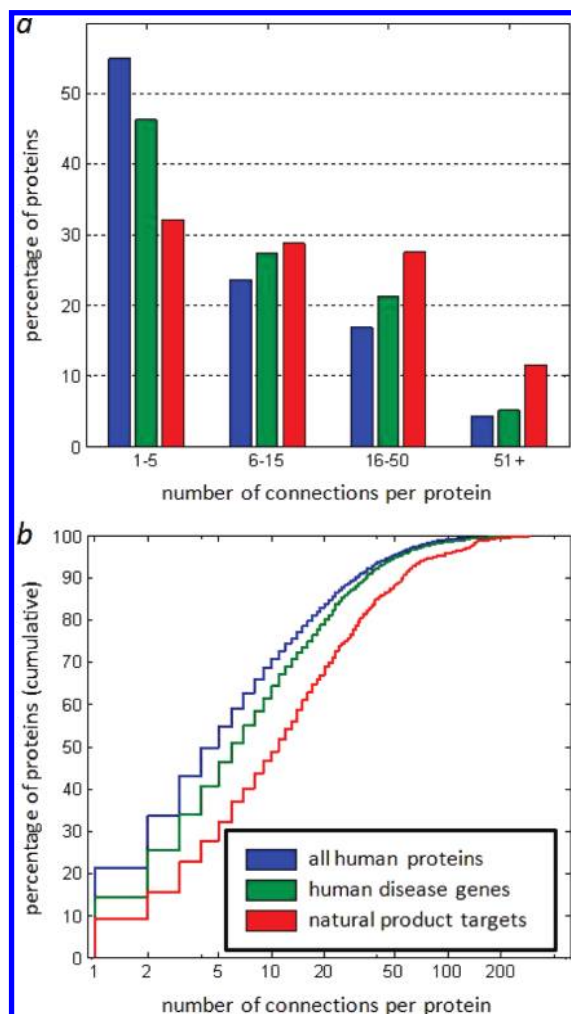 a
50
40
30
20
10
0
percentage of proteins
1-5 6-15 16-50 51+
number of connections per protein
b
100
90
80
70
60
50
40
30
20
10
0
percentage of proteins (cumulative)
all human proteins
human disease genes
natural product targets
1 2 5 10 20 50 100 200
number of connections per protein